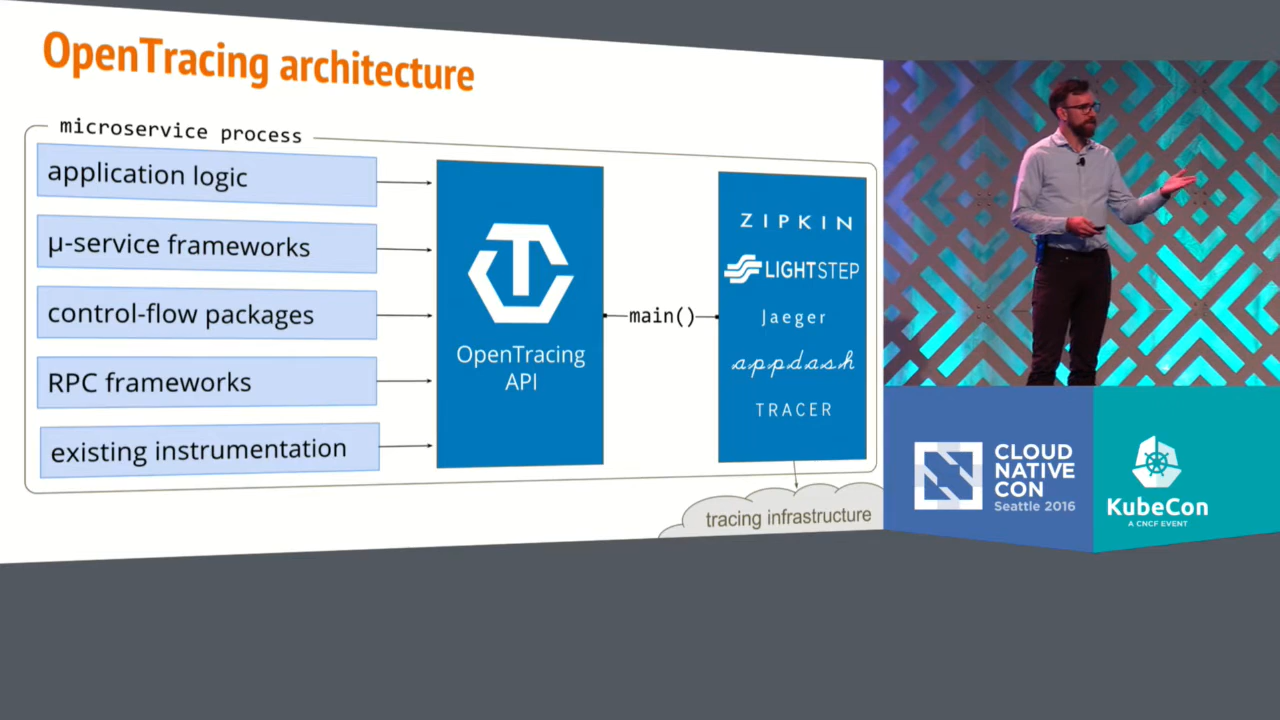 OpenTracing architecture
microservice process
application logic
μ-service frameworks
control-flow packages
RPC frameworks
existing instrumentation
OpenTracing
API
main()
ZIPKIN
LIGHTSTEP
Jaeger
appdash
TRACER
tracing infrastructure
CLOUD
NATIVE
CON
Seattle 2016
KubeCon
A CNCF EVENT